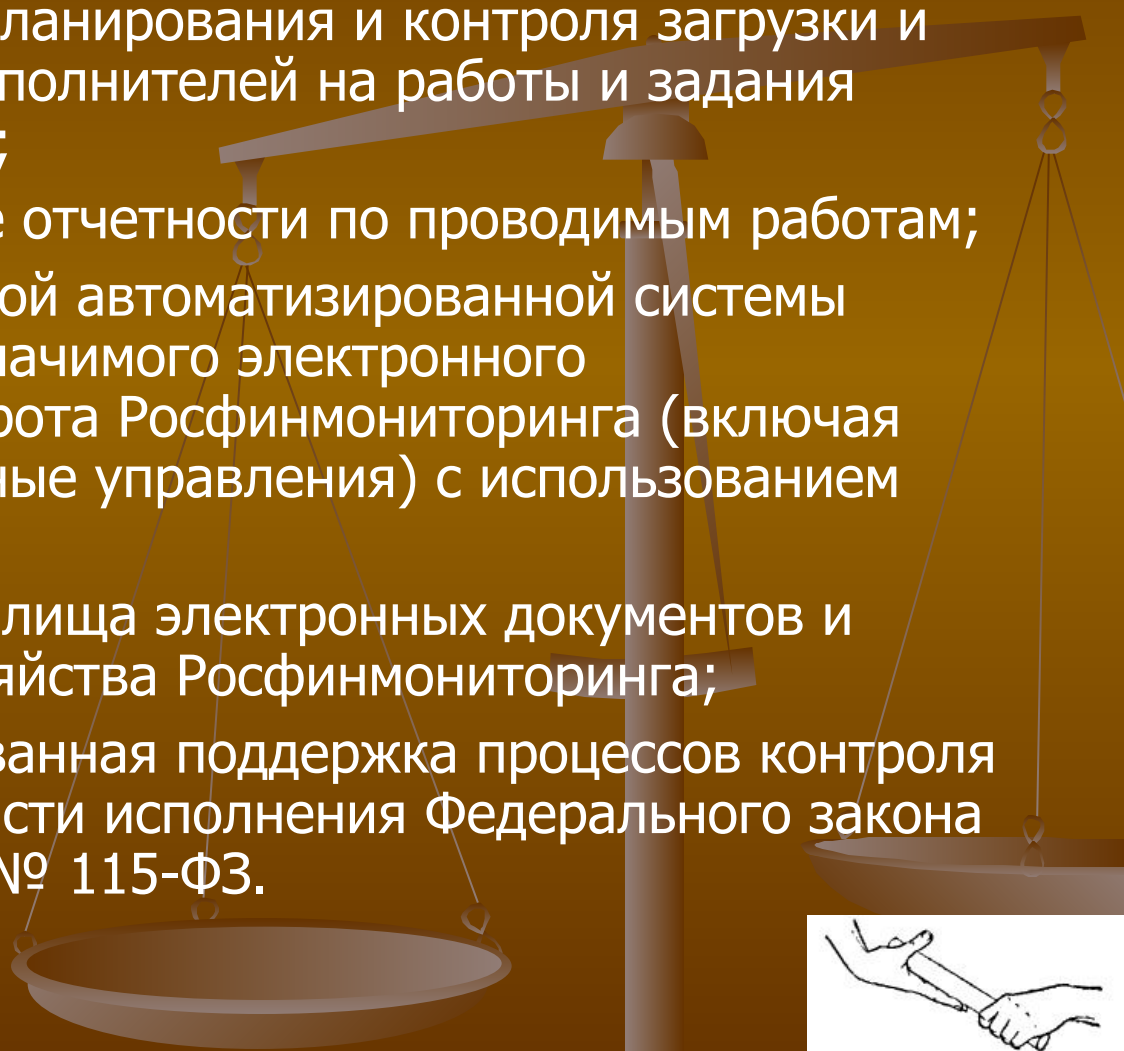 ланирования и контроля загрузки и
полнителей на работы и задания
;
е отчетности по проводимым работам;
ой автоматизированной системы
начимого электронного
рота Росфинмониторинга (включая
ные управления) с использованием
лища электронных документов и
яйства Росфинмониторинга;
ванная поддержка процессов контроля
сти исполнения Федерального закона
№ 115-ФЗ.